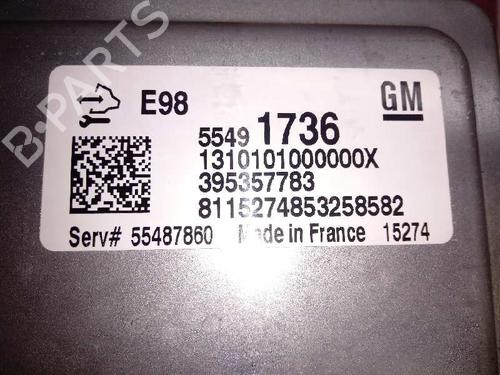 B-PARTS
E98
GM
5549 1736
1310101000000X
395357783
8115274853258582
Serv# 55487860 Made in France 15274